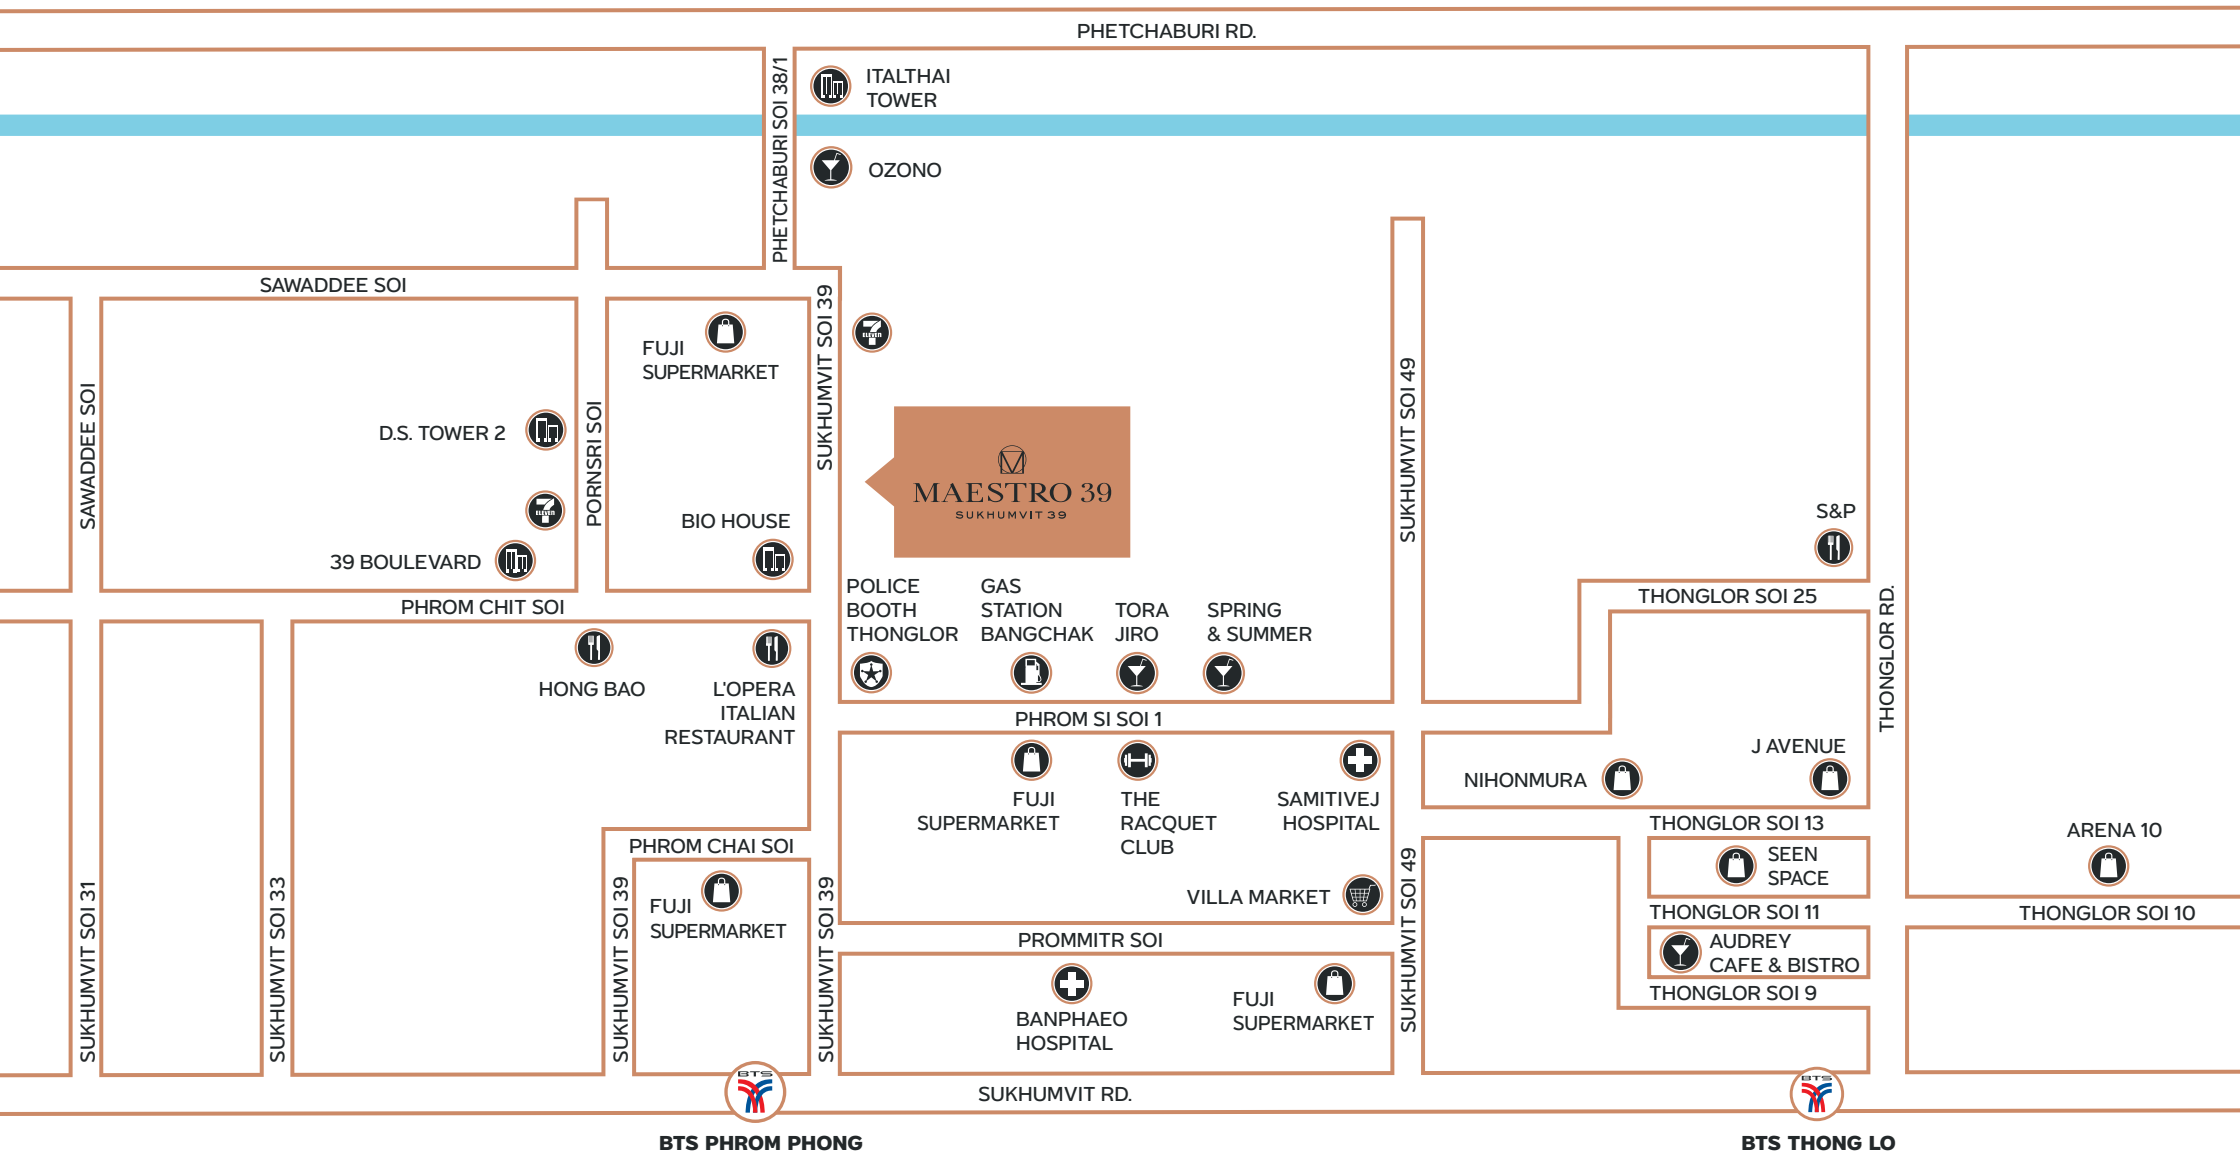 PHETCHABURI RD.
PHETCHABURI SOI 38/1
ITALTHAI
TOWER
OZONO
SAWADDEE SOI
SAWADDEE SOI
PORNSRI SOI
FUJI
SUPERMARKET
SUKHUMVIT SOI 39
7
ELEVEN
D.S. TOWER 2
7
ELEVEN
39 BOULEVARD
BIO HOUSE
M
MAESTRO 39
SUKHUMVIT 39
SUKHUMVIT SOI 49
S&P
THONGLOR SOI 25
THONGLOR RD.
PHROM CHIT SOI
POLICE
BOOTH
THONGLOR
GAS
STATION
BANGCHAK
TORA
JIRO
SPRING
& SUMMER
HONG BAO
L'OPERA
ITALIAN
RESTAURANT
PHROM SI SOI 1
FUJI
SUPERMARKET
THE
RACQUET
CLUB
SAMITIVEJ
HOSPITAL
VILLA MARKET
NIHONMURA
J AVENUE
THONGLOR SOI 13
SEEN
SPACE
THONGLOR SOI 11
AUDREY
CAFE & BISTRO
THONGLOR SOI 9
ARENA 10
THONGLOR SOI 10
SUKHUMVIT SOI 31
SUKHUMVIT SOI 33
PHROM CHAI SOI
SUKHUMVIT SOI 39
FUJI
SUPERMARKET
SUKHUMVIT SOI 39
PROMMITR SOI
BANPHAEO
HOSPITAL
FUJI
SUPERMARKET
SUKHUMVIT SOI 49
SUKHUMVIT RD.
BTS
BTS PHROM PHONG
BTS
BTS THONG LO